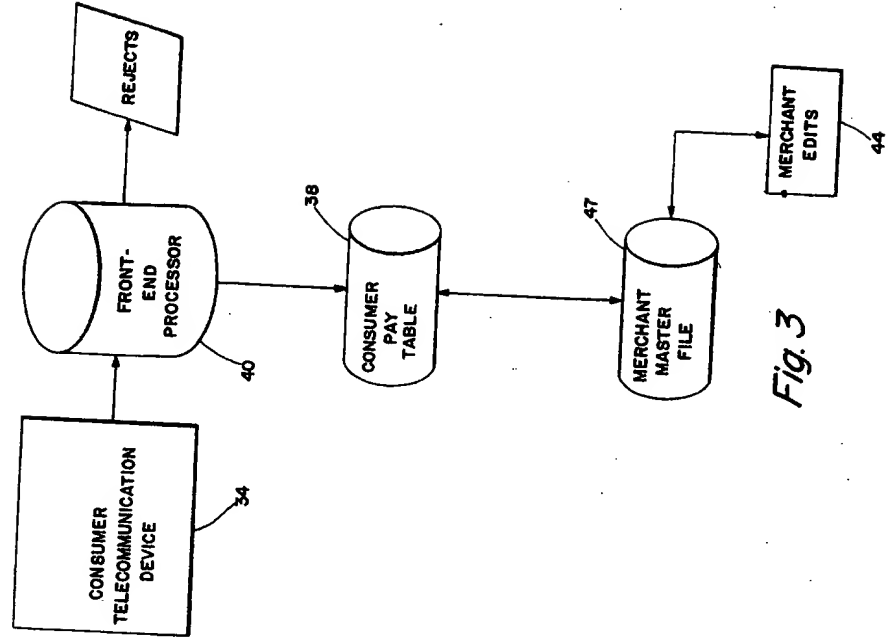 CONSUMER
TELECOMMUNICATION
DEVICE
34
FRONT-
END
PROCESSOR
40
REJECTS
CONSUMER
PAY
TABLE
38
MERCHANT
MASTER
FILE
47
MERCHANT
EDITS
44
Fig. 3